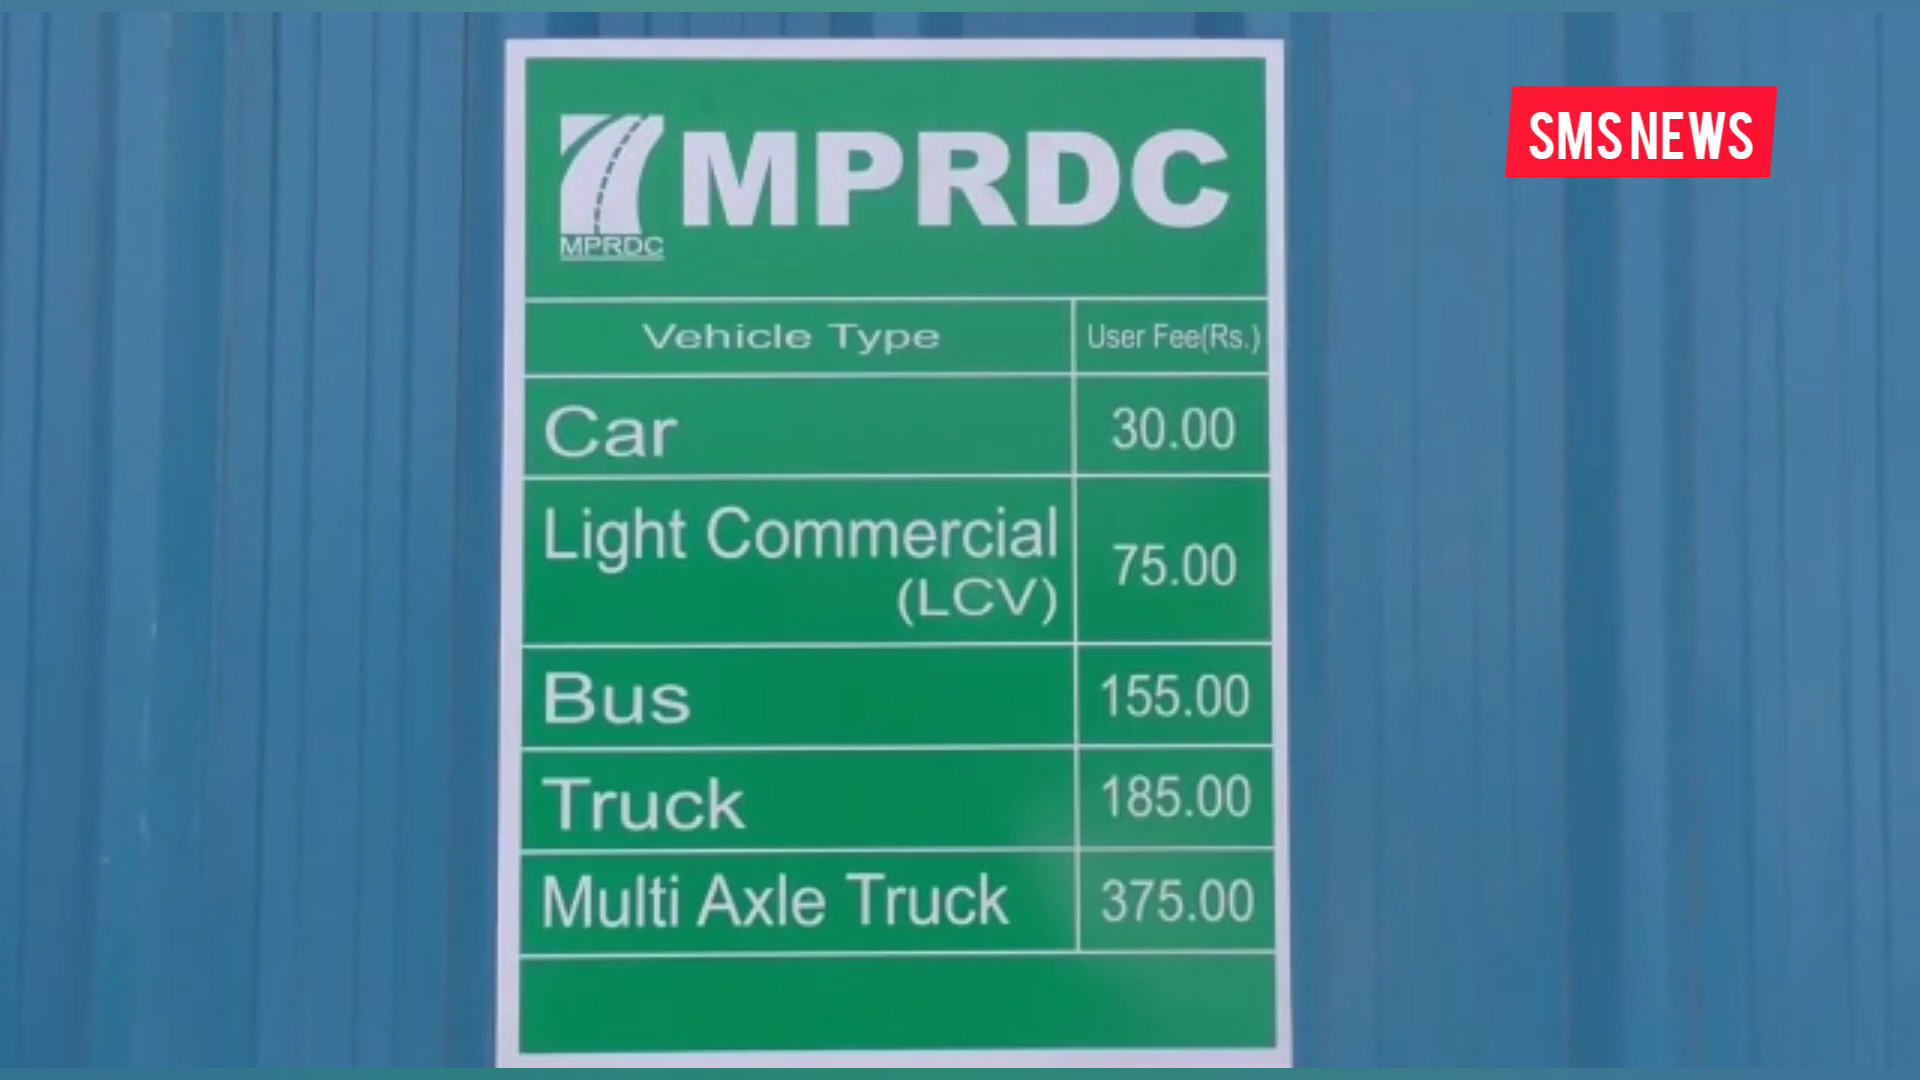 SMS NEWS
MPRDC
MPRDC
Vehicle Type User Fee(Rs.)
Car 30.00
Light Commercial
(LCV) 75.00
Bus 155.00
Truck 185.00
Multi Axle Truck 375.00